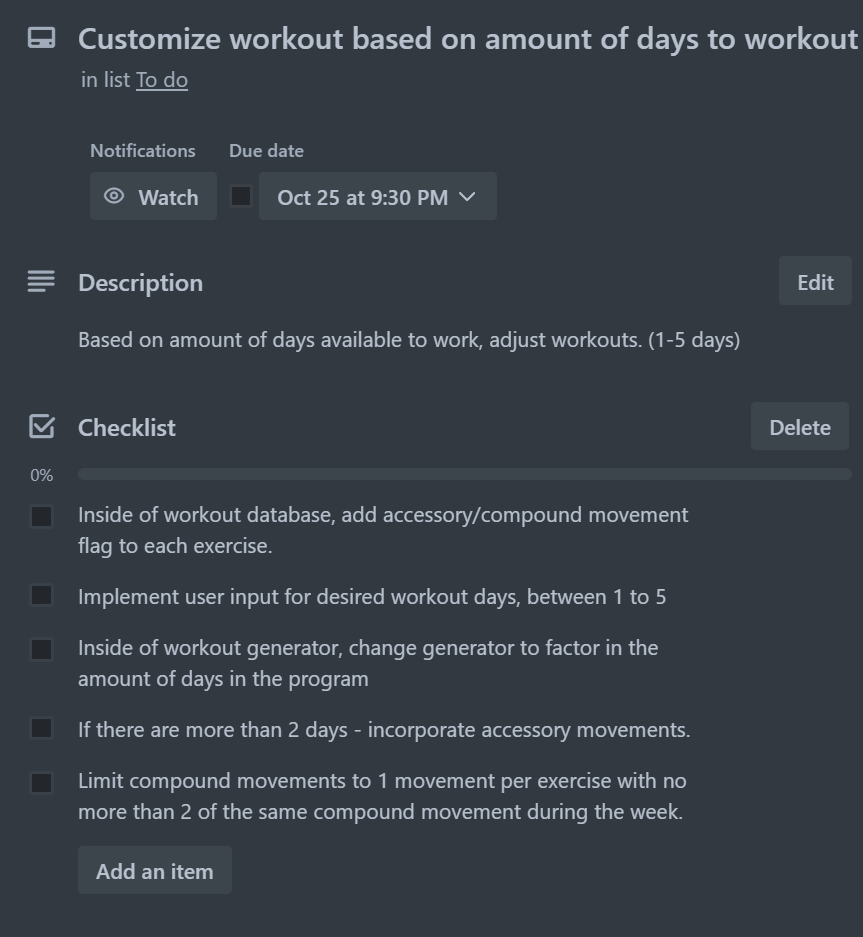 Customize workout based on amount of days to workout
in list To do
Notifications
Due date
Watch
Oct 25 at 9:30 PM
Description
Edit
Based on amount of days available to work, adjust workouts. (1-5 days)
Checklist
Delete
0%
Inside of workout database, add accessory/compound movement
flag to each exercise.
Implement user input for desired workout days, between 1 to 5
Inside of workout generator, change generator to factor in the
amount of days in the program
If there are more than 2 days - incorporate accessory movements.
Limit compound movements to 1 movement per exercise with no
more than 2 of the same compound movement during the week.
Add an item